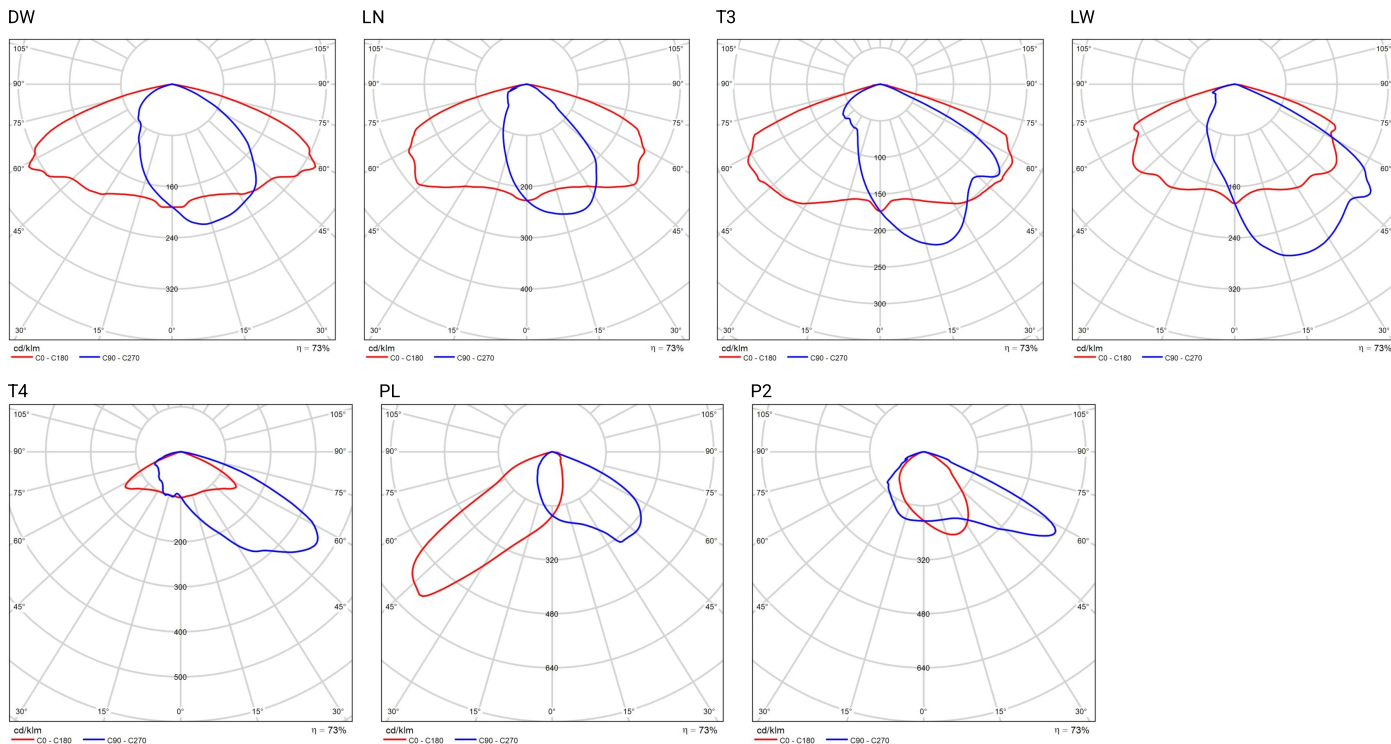 DW LN T3 LW
105° 105° 105° 105° 105° 105° 105° 105°
90° 90° 90° 90° 90° 90° 90° 90°
75° 75° 75° 75° 75° 75° 75° 75°
100
60° 160 60° 60° 200 60° 60° 150 60° 60° 160 60°
200
45° 240 45° 45° 300 45° 45° 250 45° 45° 240 45°
320 400 300 320
30° 15° 0° 15° 30° 30° 15° 0° 15° 30° 30° 15° 0° 15° 30° 30° 15° 0° 15° 30°
cd/klm η = 73% cd/klm η = 73% cd/klm η = 73% cd/klm η = 73%
C0 - C180 C90 - C270 C0 - C180 C90 - C270 C0 - C180 C90 - C270 C0 - C180 C90 - C270
T4 PL P2
105° 105° 105° 105° 105° 105°
90° 90° 90° 90° 90° 90°
75° 75° 75° 75° 75° 75°
60° 200 60° 60° 320 60° 60° 320 60°
300
45° 45° 45° 480 45° 45° 480 45°
400
500 640 640
30° 15° 0° 15° 30° 30° 15° 0° 15° 30° 30° 15° 0° 15° 30°
cd/klm η = 73% cd/klm η = 73% cd/klm η = 73%
C0 - C180 C90 - C270 C0 - C180 C90 - C270 C0 - C180 C90 - C270